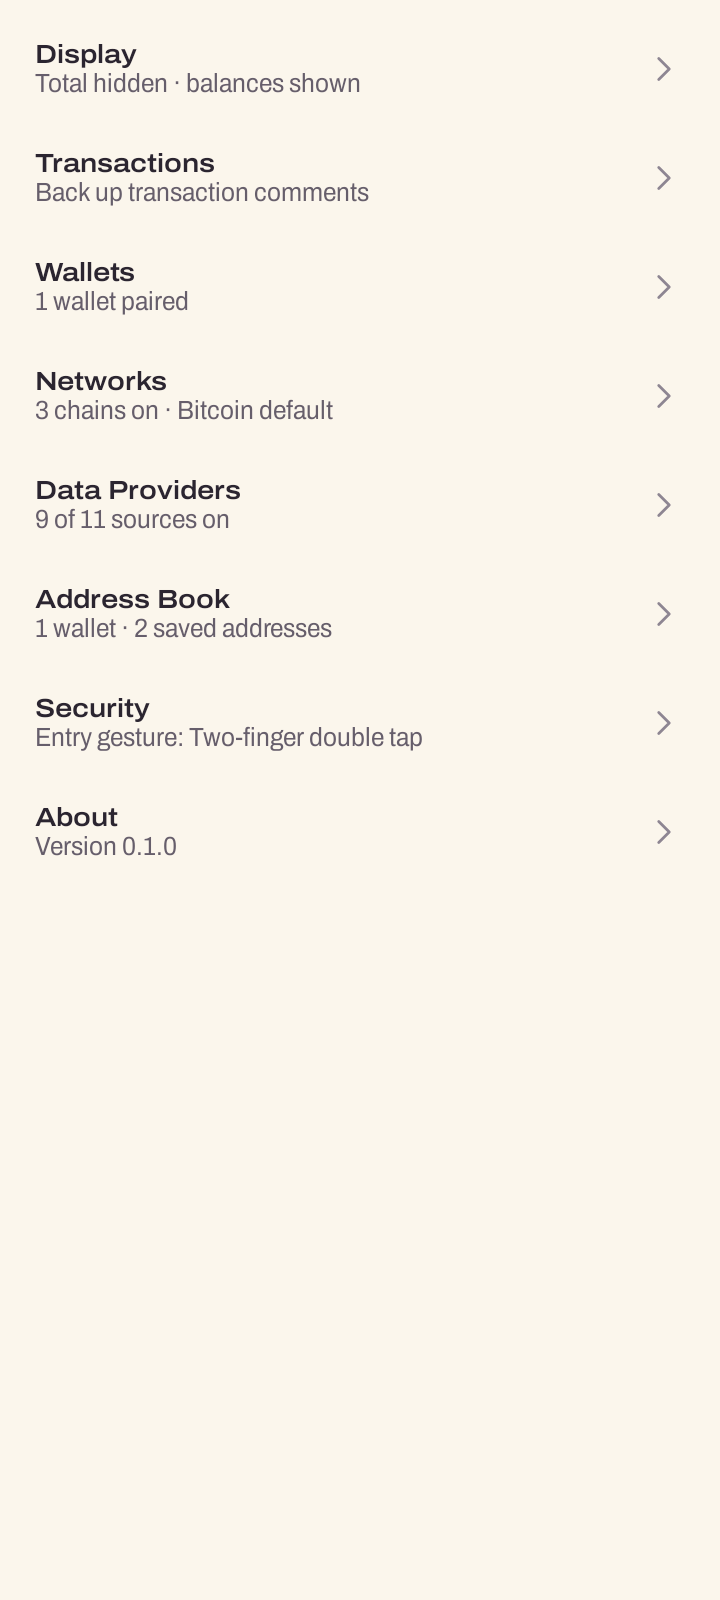 Display
Total hidden · balances shown
Transactions
Back up transaction comments
Wallets
1 wallet paired
Networks
3 chains on · Bitcoin default
Data Providers
9 of 11 sources on
Address Book
1 wallet · 2 saved addresses
Security
Entry gesture: Two-finger double tap
About
Version 0.1.0